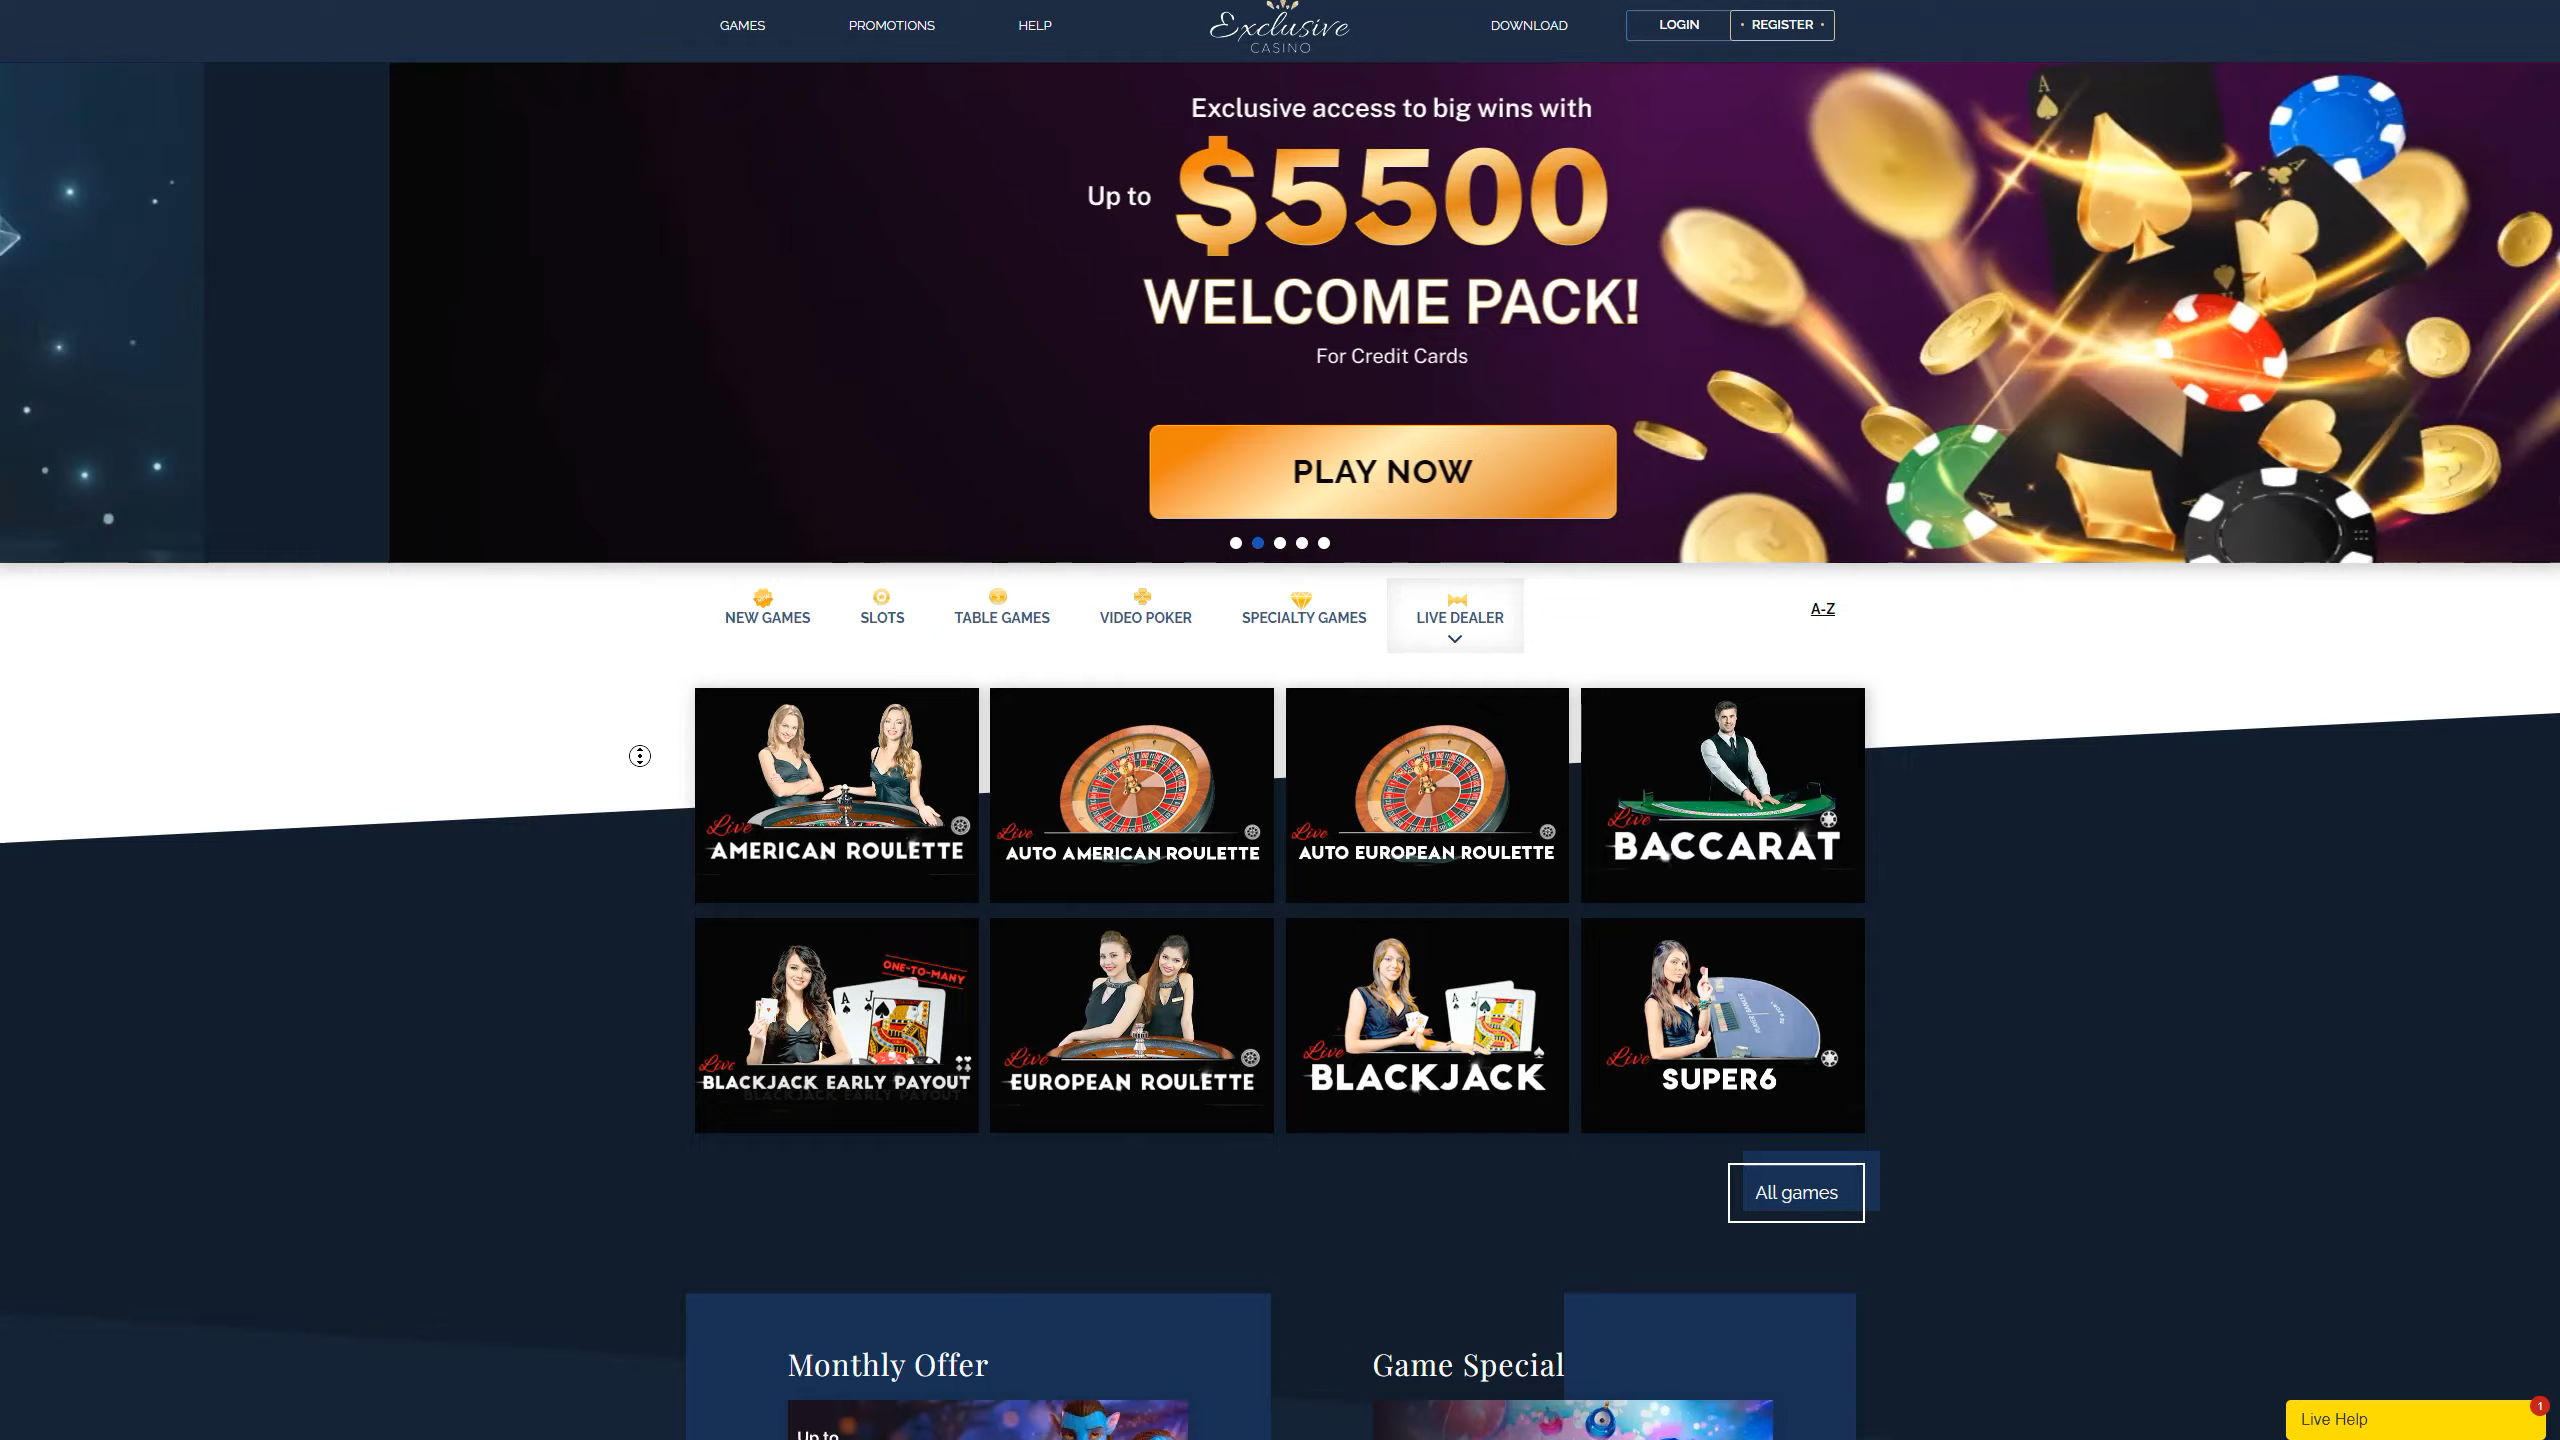 GAMES
PROMOTIONS
HELP
Exclusive
CASINO
DOWNLOAD
LOGIN
REGISTER
Exclusive access to big wins with
Up to $5500
WELCOME PACK!
For Credit Cards
PLAY NOW
NEW GAMES
SLOTS
TABLE GAMES
VIDEO POKER
SPECIALTY GAMES
LIVE DEALER
A-Z
Live
AMERICAN ROULETTE
Live
AUTO AMERICAN ROULETTE
Live
AUTO EUROPEAN ROULETTE
Live
BACCARAT
ONE-TO-MANY
Live
BLACKJACK EARLY PAYOUT
Live
EUROPEAN ROULETTE
Live
BLACKJACK
Live
SUPER6
All games
Monthly Offer
Game Special
Up to
Live Help
1